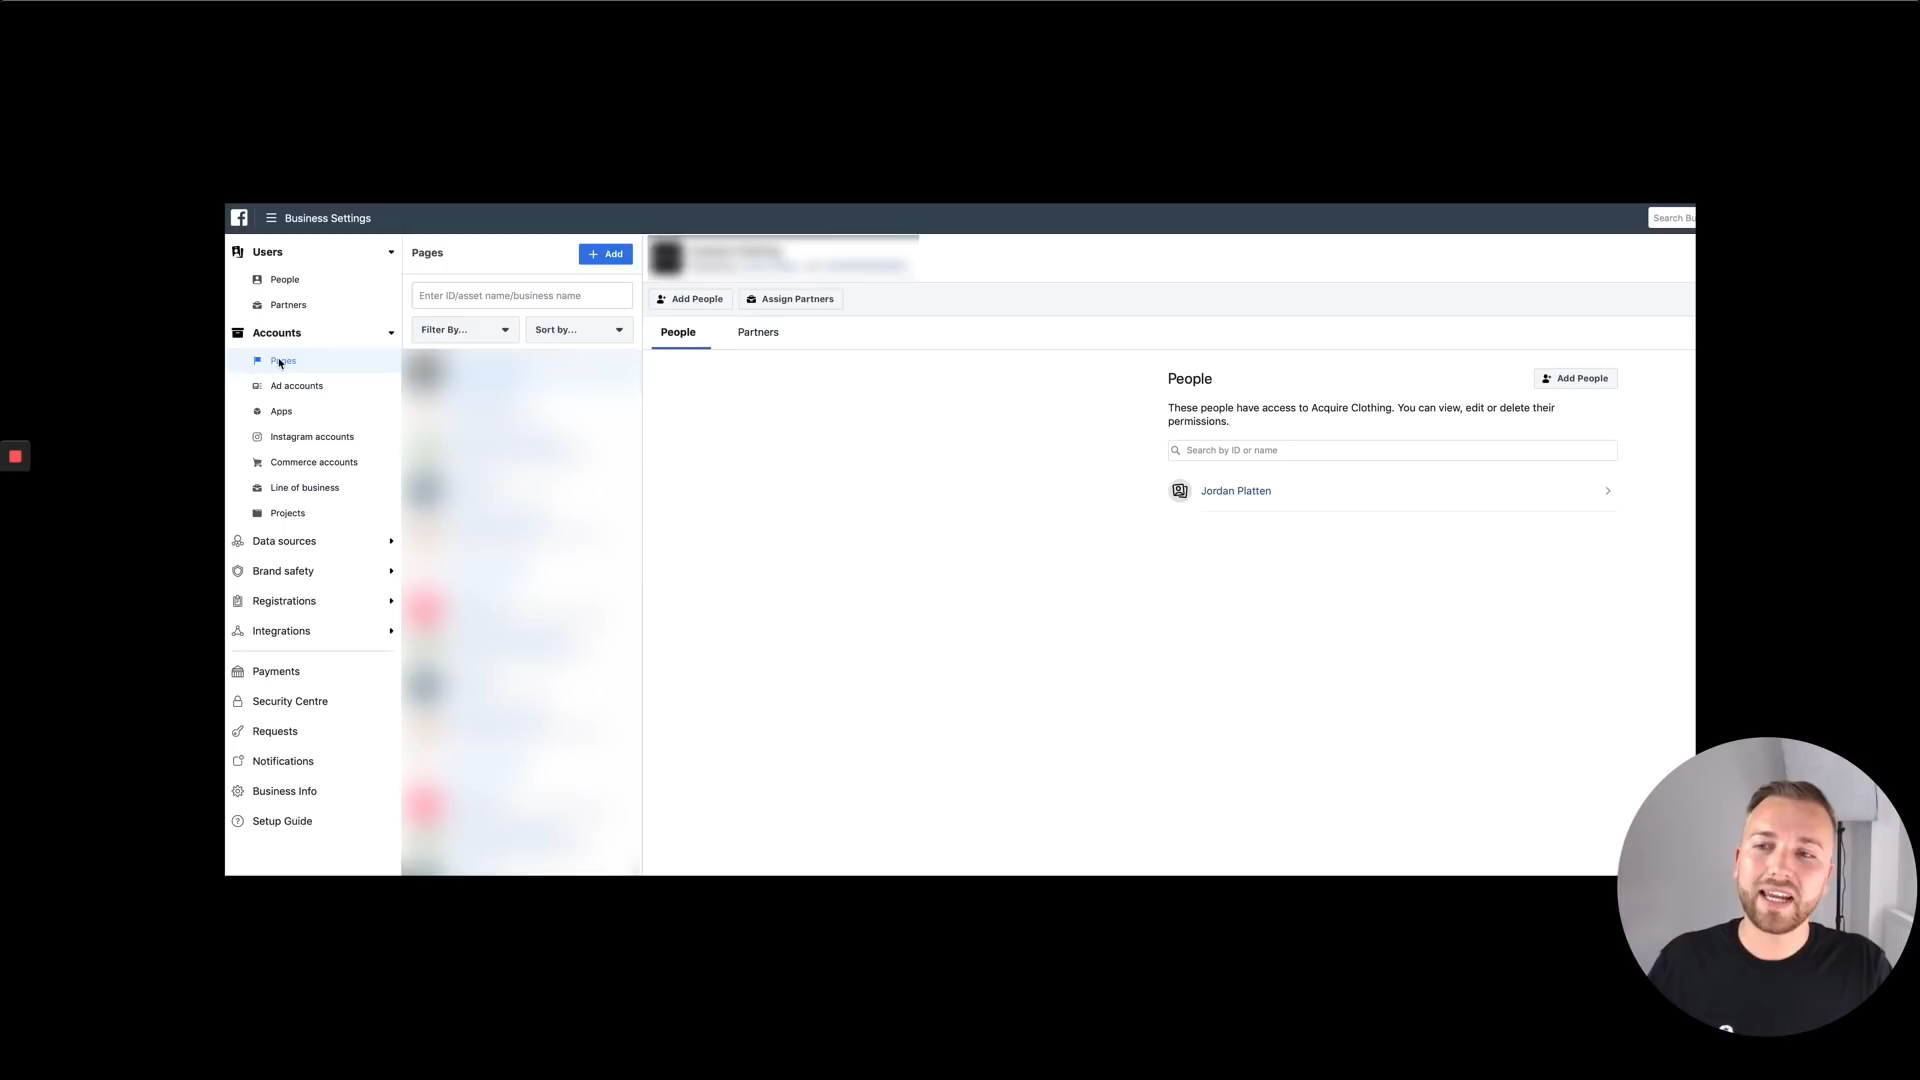 Business Settings
Search Bu
Users
People
Partners
Accounts
Pages
Ad accounts
Apps
Instagram accounts
Commerce accounts
Line of business
Projects
Data sources
Brand safety
Registrations
Integrations
Payments
Security Centre
Requests
Notifications
Business Info
Setup Guide
Pages
+ Add
Enter ID/asset name/business name
Filter By...
Sort by...
Add People
Assign Partners
People
Partners
People
Add People
These people have access to Acquire Clothing. You can view, edit or delete their
permissions.
Search by ID or name
Jordan Platten